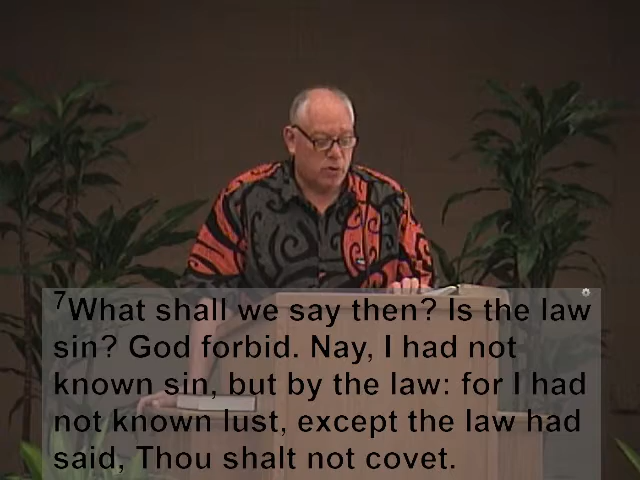 7What shall we say then? Is the law
sin? God forbid. Nay, I had not
known sin, but by the law: for I had
not known lust, except the law had
said, Thou shalt not covet.